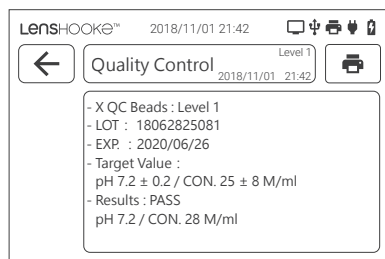 LENSHOOKE™ 2018/11/01 21:42
Quality Control Level 1
2018/11/01 21:42
- X QC Beads : Level 1
- LOT : 18062825081
- EXP. : 2020/06/26
- Target Value :
pH 7.2 ± 0.2 / CON. 25 ± 8 M/ml
- Results : PASS
pH 7.2 / CON. 28 M/ml